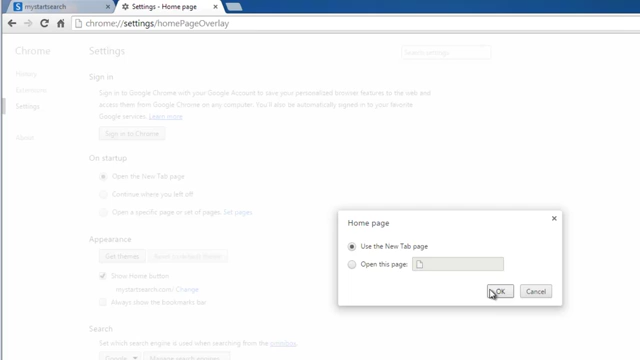 mystartsearch
Settings - Home page
chrome://settings/homePageOverlay
Chrome
Settings
Search settings
History
Extensions
Settings
About
Sign in
Sign in to Google Chrome with your Google Account to save your personalized browser features to the web and
access them from Google Chrome on any computer. You'll also be automatically signed in to your favorite
Google services. Learn more
Sign in to Chrome
On startup
Open the New Tab page
Continue where you left off
Open a specific page or set of pages. Set pages
Appearance
Get themes Reset to default theme
Show Home button
mystartsearch.com/ Change
Always show the bookmarks bar
Search
Set which search engine is used when searching from the omnibox.
Google Manage search engines...
Home page
Use the New Tab page
Open this page:
OK Cancel